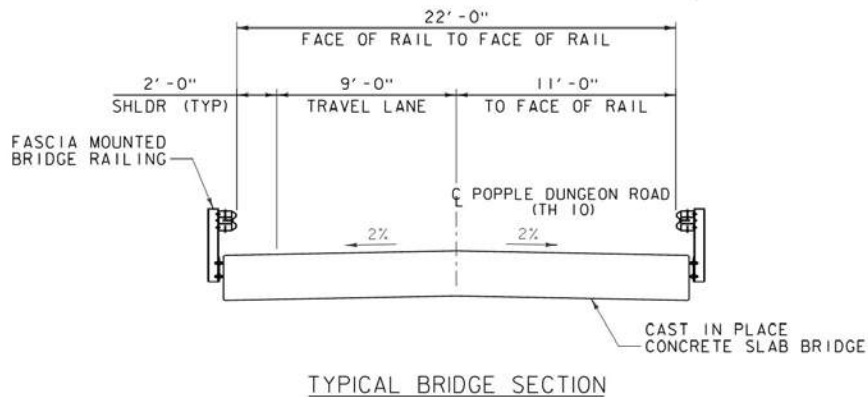 22'-0"
FACE OF RAIL TO FACE OF RAIL
2'-0"
9'-0"
11'-0"
SHLDR (TYP)
TRAVEL LANE
TO FACE OF RAIL
FASCIA MOUNTED
BRIDGE RAILING
℄ POPPLE DUNGEON ROAD
(TH 10)
2%
2%
CAST IN PLACE
CONCRETE SLAB BRIDGE
TYPICAL BRIDGE SECTION